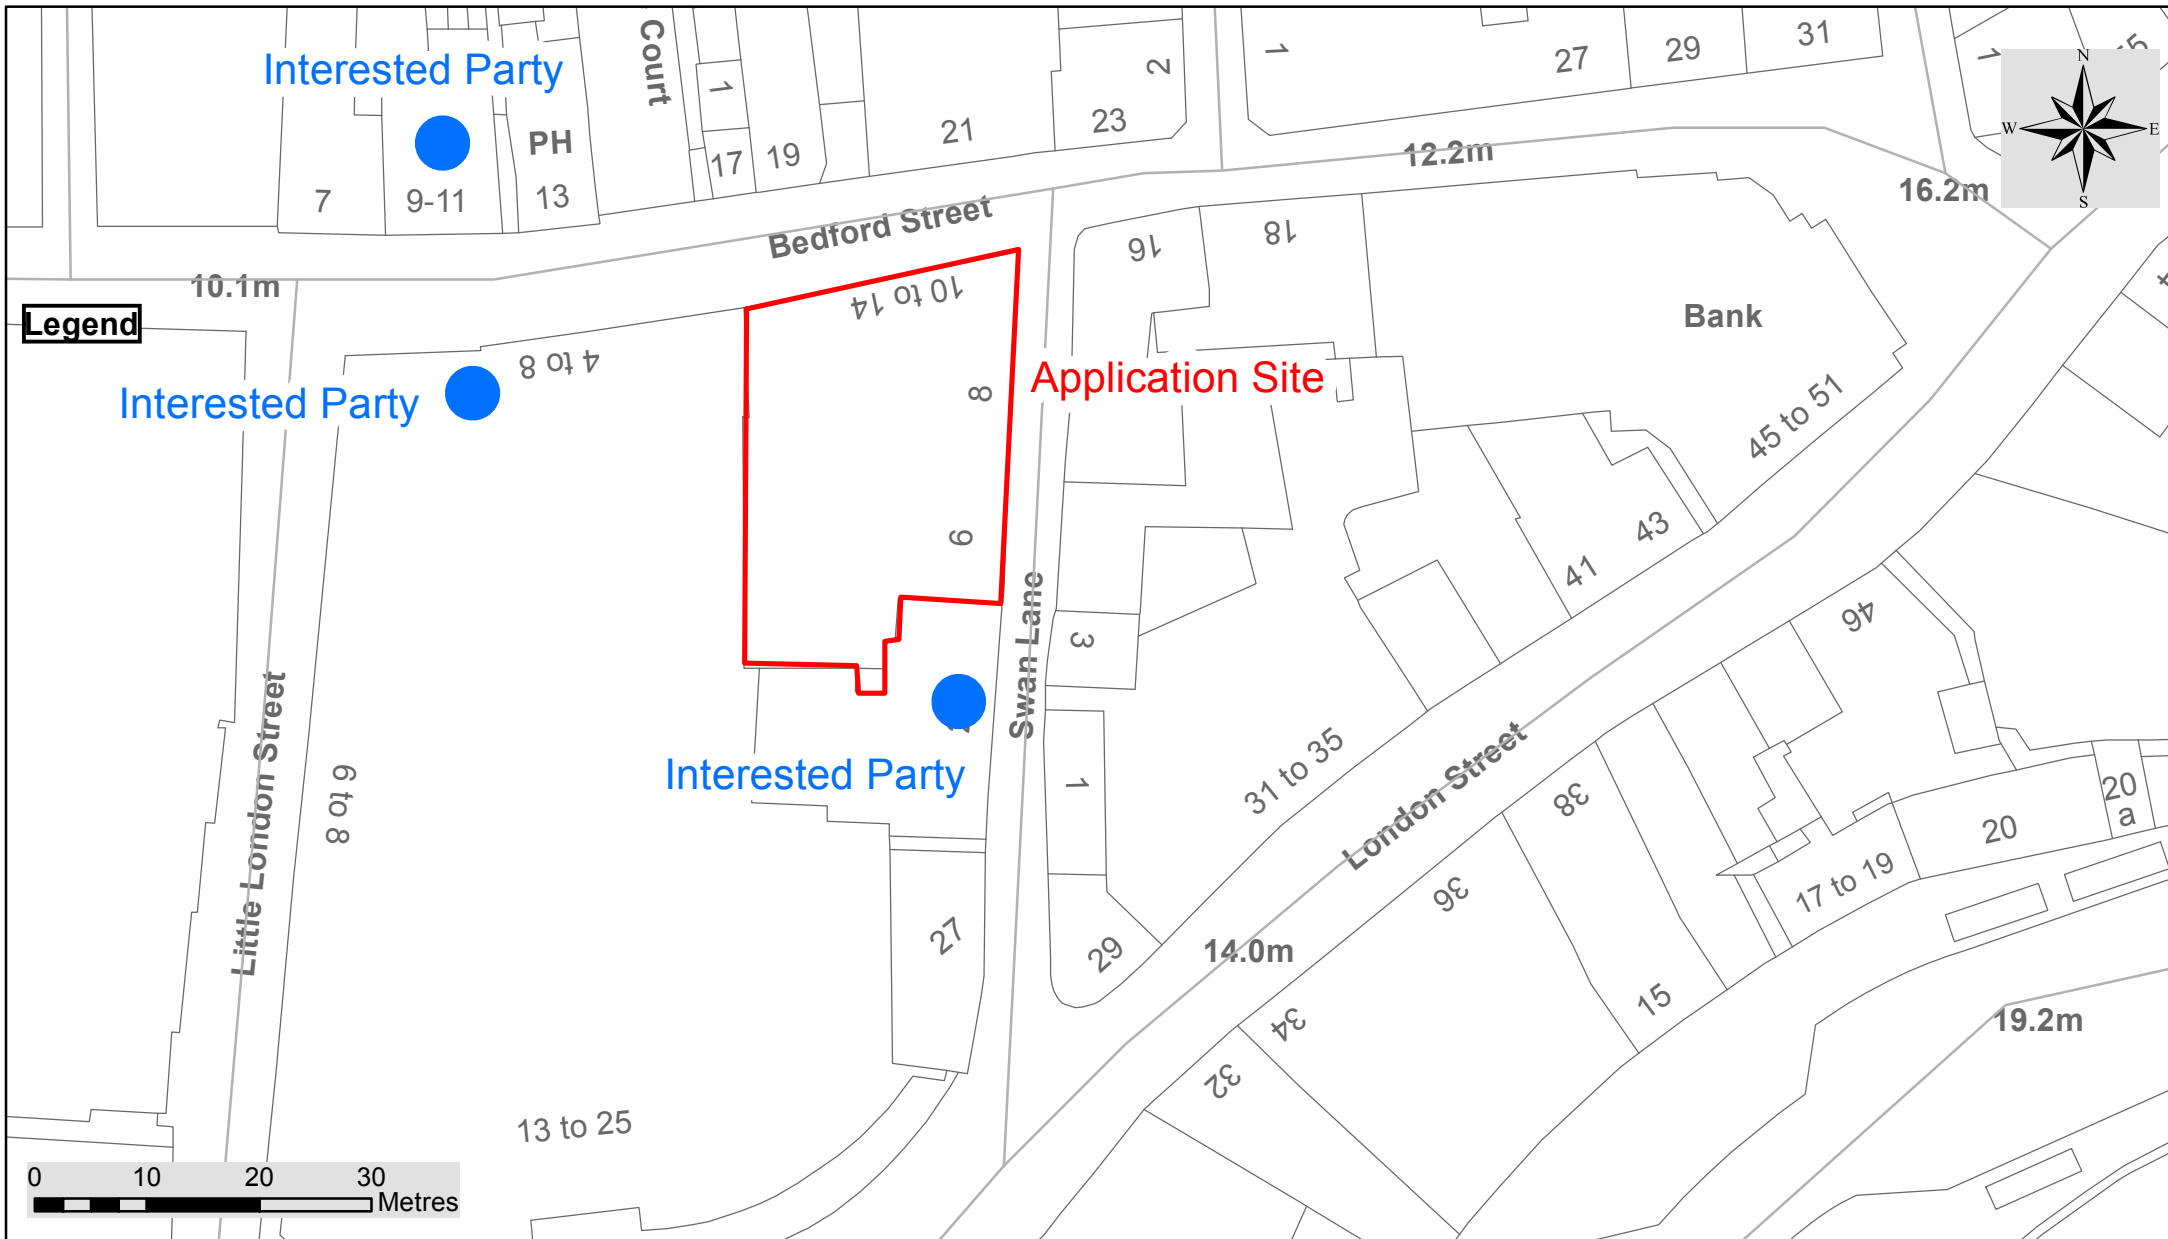 Court
1
2
1
27
29
31
1
N
W
E
S
Interested Party
PH
7
9-11
13
17
19
21
23
12.2m
16.2m
Bedford Street
10.1m
Legend
4 to 8
10 to 14
16
18
Bank
4
Interested Party
8
Application Site
45 to 51
6
43
41
46
Swan Lane
3
Little London Street
6 to 8
Interested Party
1
31 to 35
London Street
38
36
20
20
a
17 to 19
27
29
14.0m
15
34
32
19.2m
13 to 25
0 10 20 30
Metres